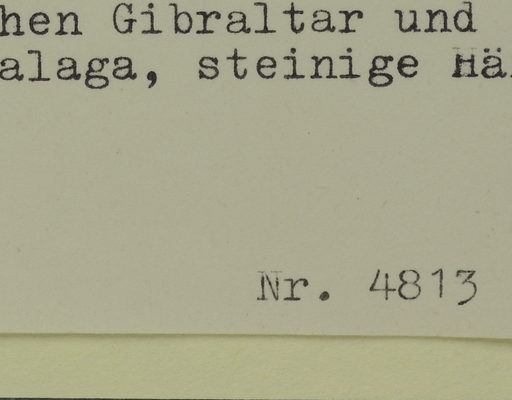 hen Gibraltar und
alaga, steinige Hä
Nr. 4813